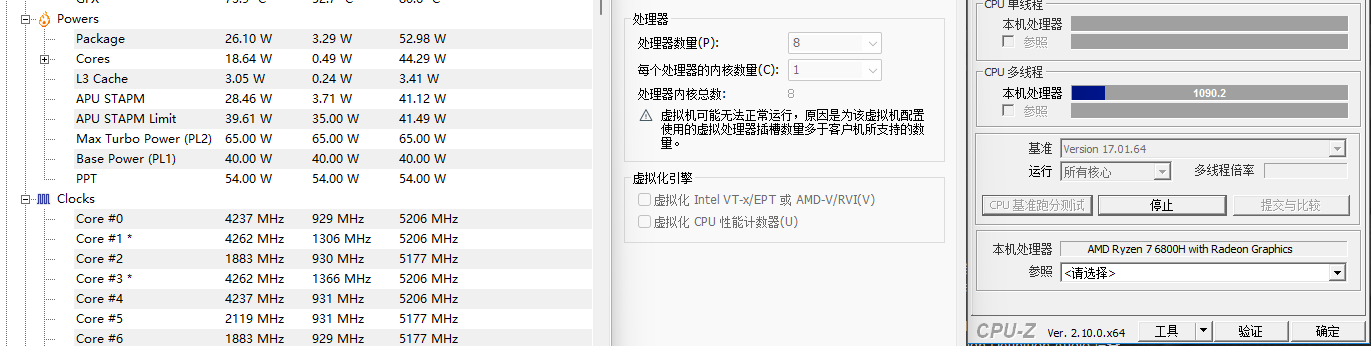 Powers
Package 26.10 W 3.29 W 52.98 W
Cores 18.64 W 0.49 W 44.29 W
L3 Cache 3.05 W 0.24 W 3.41 W
APU STAPM 28.46 W 3.71 W 41.12 W
APU STAPM Limit 39.61 W 35.00 W 41.49 W
Max Turbo Power (PL2) 65.00 W 65.00 W 65.00 W
Base Power (PL1) 40.00 W 40.00 W 40.00 W
PPT 54.00 W 54.00 W 54.00 W
Clocks
Core #0 4237 MHz 929 MHz 5206 MHz
Core #1 * 4262 MHz 1306 MHz 5206 MHz
Core #2 1883 MHz 930 MHz 5177 MHz
Core #3 * 4262 MHz 1366 MHz 5206 MHz
Core #4 4237 MHz 931 MHz 5206 MHz
Core #5 2119 MHz 931 MHz 5177 MHz
Core #6 1883 MHz 929 MHz 5177 MHz
处理器
处理器数量(P): 8
每个处理器的内核数量(C): 1
处理器内核总数: 8
虚拟机可能无法正常运行，原因是为该虚拟机配置
使用的虚拟处理器插槽数量多于客户机所支持的数
量。
虚拟化引擎
虚拟化 Intel VT-x/EPT 或 AMD-V/RVI(V)
虚拟化 CPU 性能计数器(U)
CPU 单线程
本机处理器
参照
CPU 多线程
本机处理器 1090.2
参照
基准 Version 17.01.64
运行 所有核心 多线程倍率
CPU 基准跑分测试 停止 提交与比较
本机处理器 AMD Ryzen 7 6800H with Radeon Graphics
参照 <请选择>
CPU-Z Ver. 2.10.0.x64 工具 验证 确定